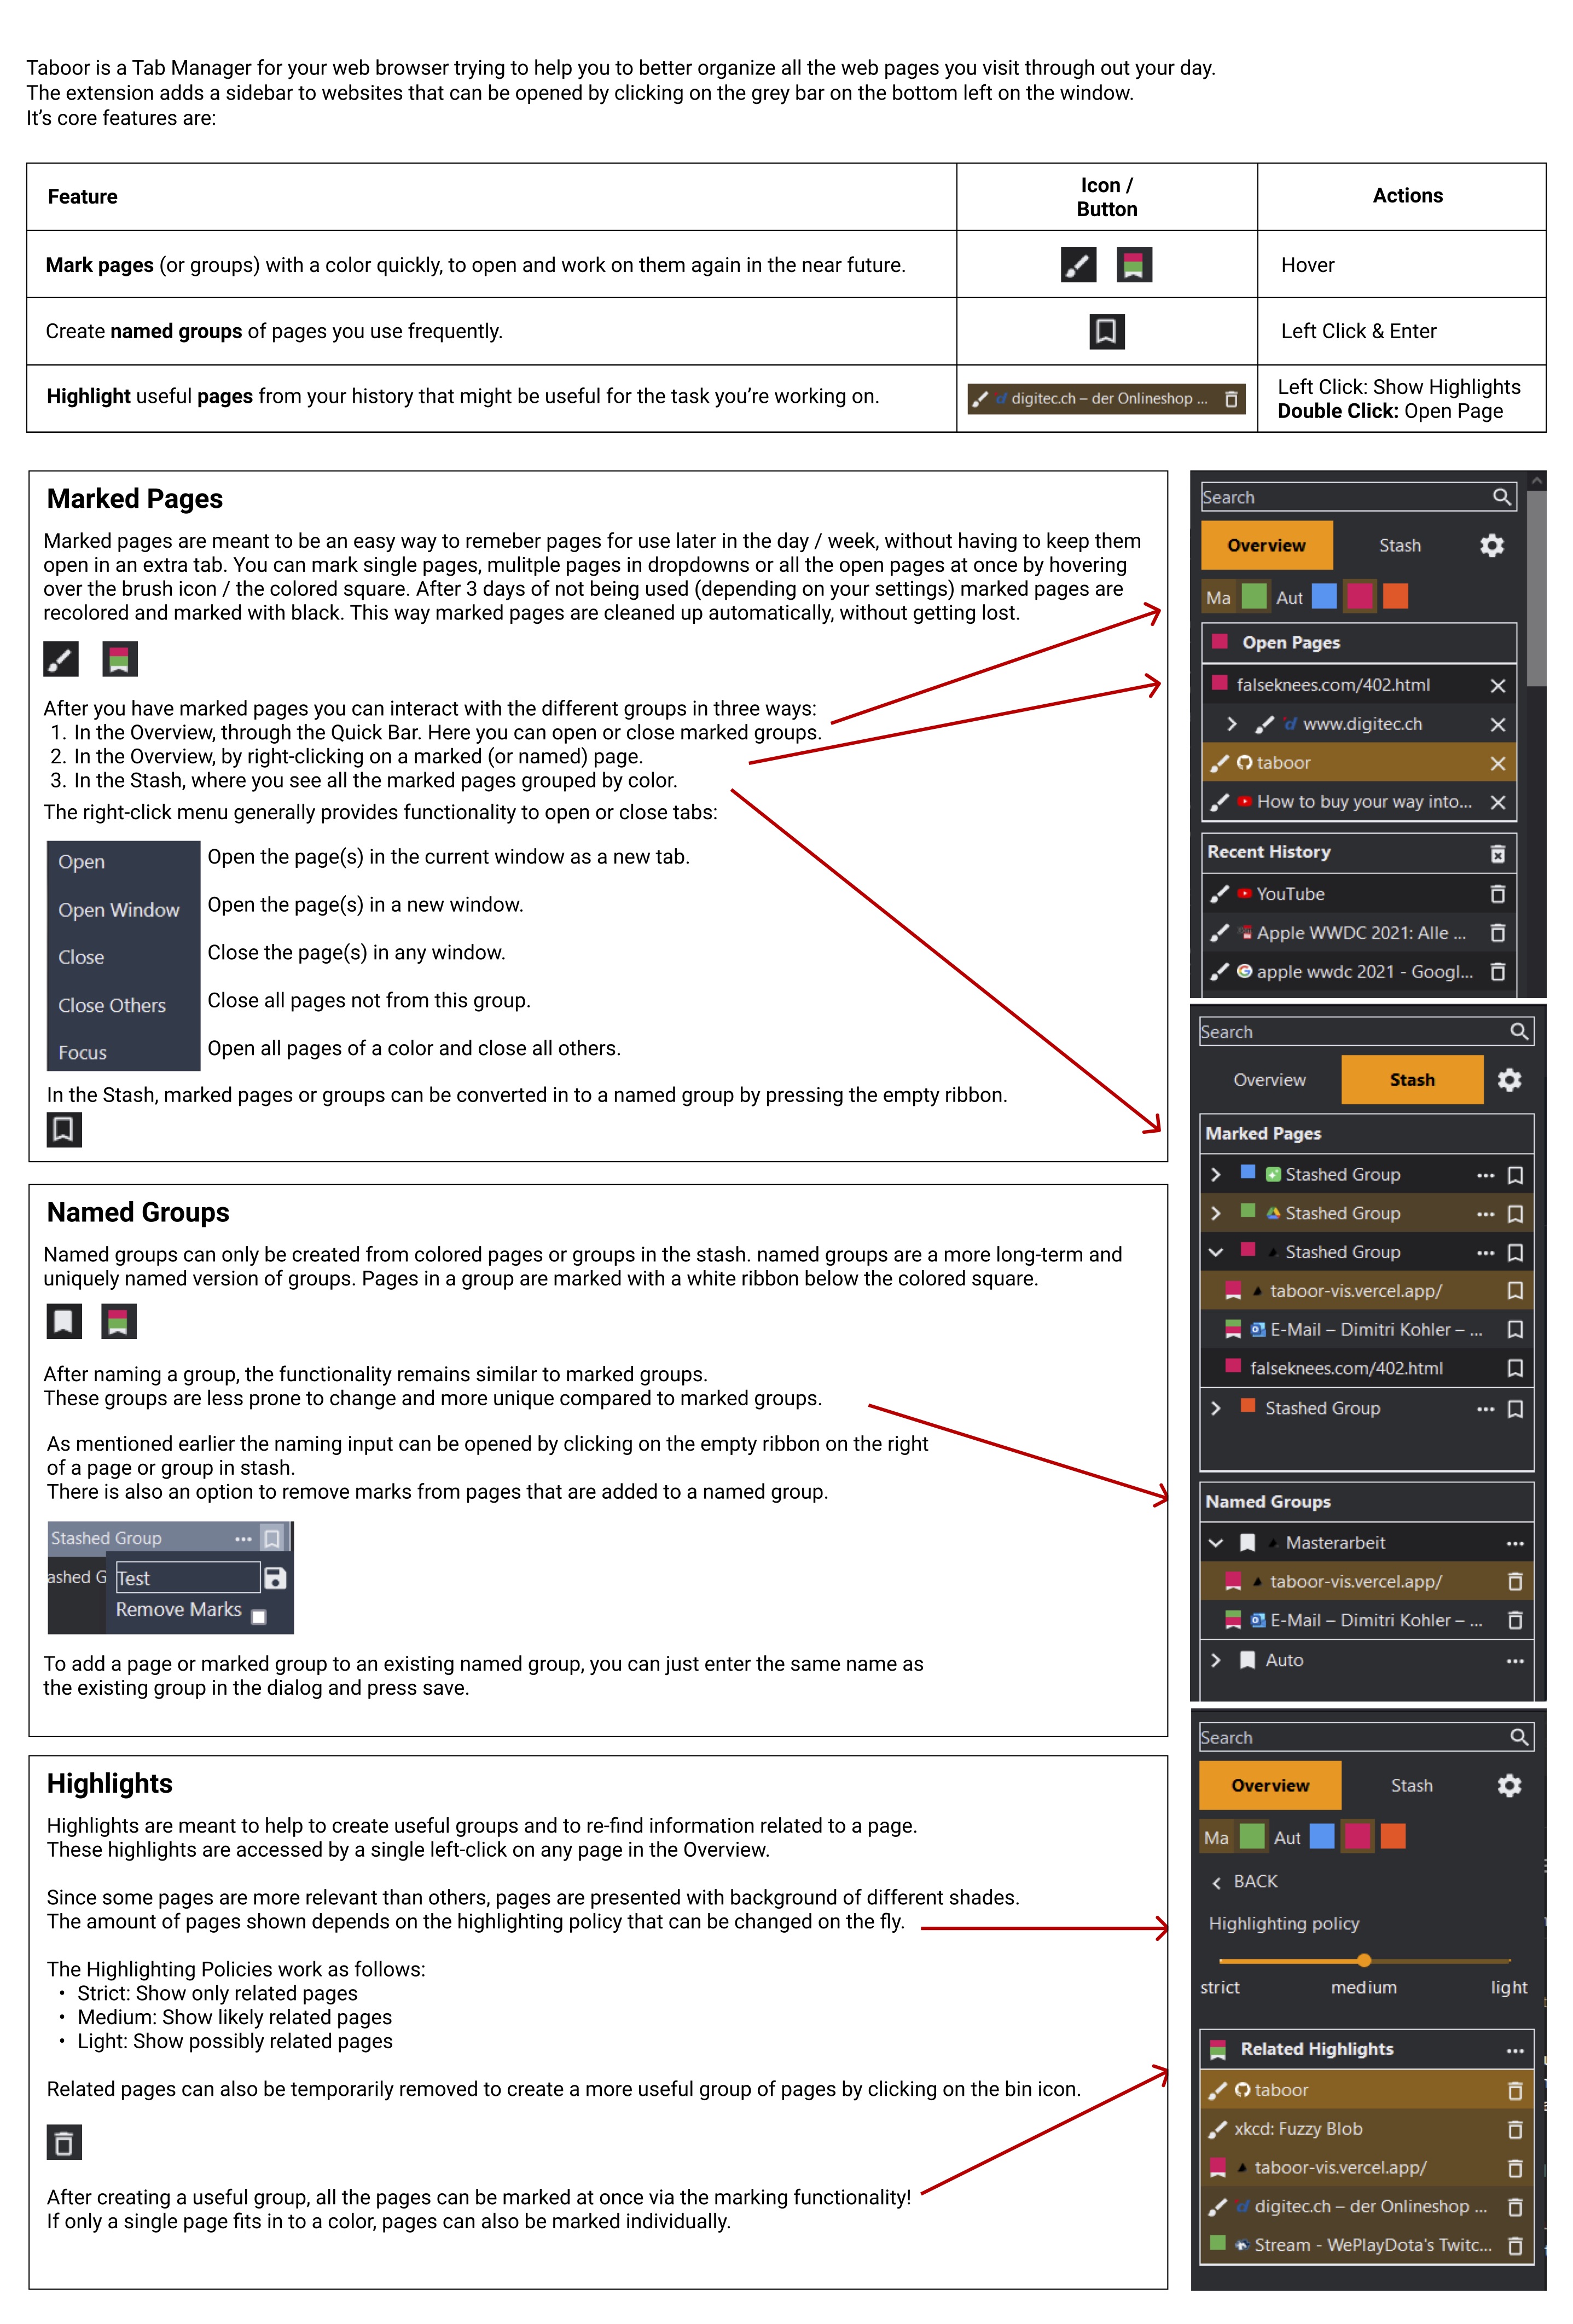 Taboor is a Tab Manager for your web browser trying to help you to better organize all the web pages you visit through out your day.
The extension adds a sidebar to websites that can be opened by clicking on the grey bar on the bottom left on the window.
It's core features are:
Feature
Icon /
Button
Actions
Mark pages (or groups) with a color quickly, to open and work on them again in the near future.
Hover
Create named groups of pages you use frequently.
Left Click & Enter
Highlight useful pages from your history that might be useful for the task you're working on.
digitec.ch – der Onlineshop ...
Left Click: Show Highlights
Double Click: Open Page
Marked Pages
Marked pages are meant to be an easy way to remeber pages for use later in the day / week, without having to keep them
open in an extra tab. You can mark single pages, mulitple pages in dropdowns or all the open pages at once by hovering
over the brush icon / the colored square. After 3 days of not being used (depending on your settings) marked pages are
recolored and marked with black. This way marked pages are cleaned up automatically, without getting lost.
After you have marked pages you can interact with the different groups in three ways:
1. In the Overview, through the Quick Bar. Here you can open or close marked groups.
2. In the Overview, by right-clicking on a marked (or named) page.
3. In the Stash, where you see all the marked pages grouped by color.
The right-click menu generally provides functionality to open or close tabs:
Open
Open the page(s) in the current window as a new tab.
Open Window
Open the page(s) in a new window.
Close
Close the page(s) in any window.
Close Others
Close all pages not from this group.
Focus
Open all pages of a color and close all others.
In the Stash, marked pages or groups can be converted in to a named group by pressing the empty ribbon.
Search
Overview
Stash
Ma
Aut
Open Pages
falseknees.com/402.html
www.digitec.ch
taboor
How to buy your way into...
Recent History
YouTube
Apple WWDC 2021: Alle ...
apple wwdc 2021 - Googl...
Search
Overview
Stash
Marked Pages
Stashed Group
Stashed Group
Stashed Group
taboor-vis.vercel.app/
E-Mail – Dimitri Kohler – ...
falseknees.com/402.html
Stashed Group
Named Groups
Masterarbeit
taboor-vis.vercel.app/
E-Mail – Dimitri Kohler – ...
Auto
Named Groups
Named groups can only be created from colored pages or groups in the stash. named groups are a more long-term and
uniquely named version of groups. Pages in a group are marked with a white ribbon below the colored square.
After naming a group, the functionality remains similar to marked groups.
These groups are less prone to change and more unique compared to marked groups.
As mentioned earlier the naming input can be opened by clicking on the empty ribbon on the right
of a page or group in stash.
There is also an option to remove marks from pages that are added to a named group.
Stashed Group
ashed G
Test
Remove Marks
To add a page or marked group to an existing named group, you can just enter the same name as
the existing group in the dialog and press save.
Highlights
Highlights are meant to help to create useful groups and to re-find information related to a page.
These highlights are accessed by a single left-click on any page in the Overview.
Since some pages are more relevant than others, pages are presented with background of different shades.
The amount of pages shown depends on the highlighting policy that can be changed on the fly.
The Highlighting Policies work as follows:
• Strict: Show only related pages
• Medium: Show likely related pages
• Light: Show possibly related pages
Related pages can also be temporarily removed to create a more useful group of pages by clicking on the bin icon.
After creating a useful group, all the pages can be marked at once via the marking functionality!
If only a single page fits in to a color, pages can also be marked individually.
Search
Overview
Stash
Ma
Aut
BACK
Highlighting policy
strict
medium
light
Related Highlights
taboor
xkcd: Fuzzy Blob
taboor-vis.vercel.app/
digitec.ch – der Onlineshop ...
Stream - WePlayDota's Twitc...